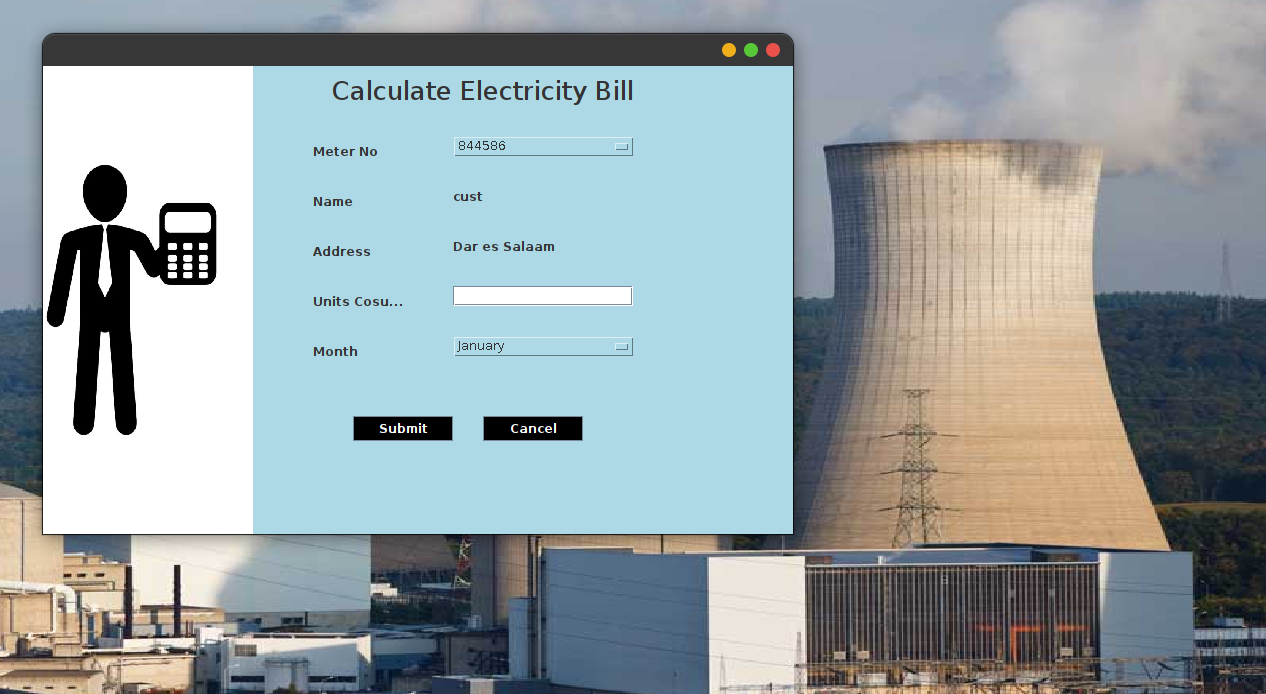 Calculate Electricity Bill
Meter No 844586
Name cust
Address Dar es Salaam
Units Cosu...
Month January
Submit Cancel